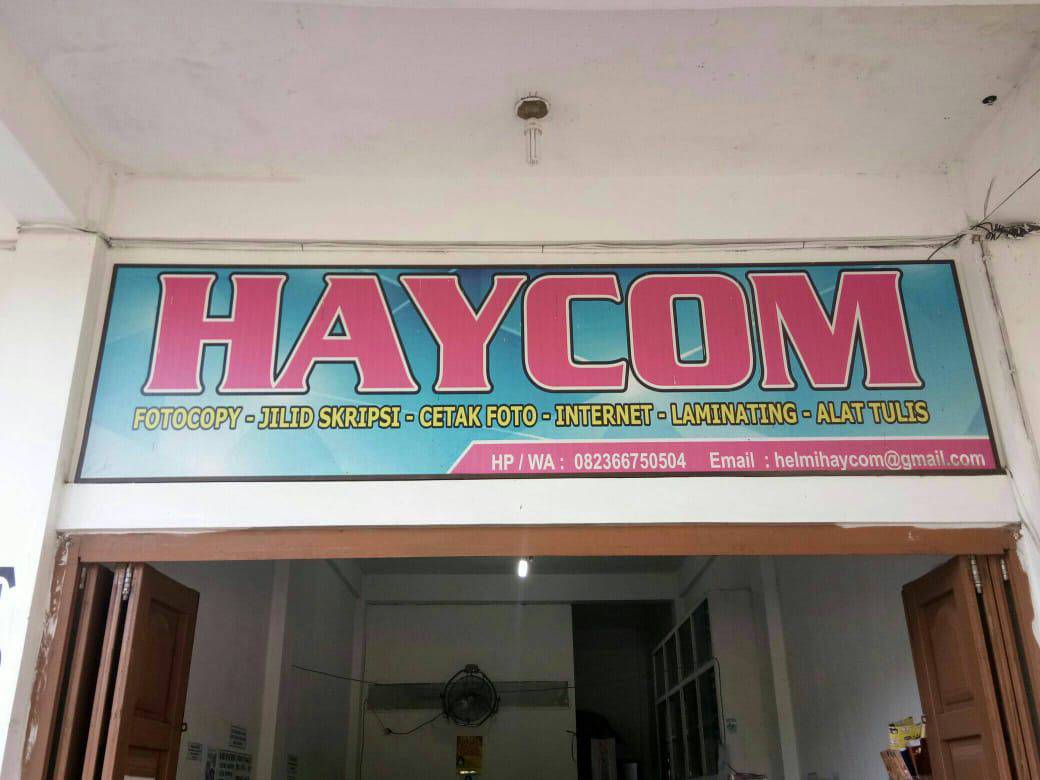 HAYCOM
FOTOCOPY - JILID SKRIPSI - CETAK FOTO - INTERNET - LAMINATING - ALAT TULIS
HP / WA : 082366750504 Email : helmihaycom@gmail.com